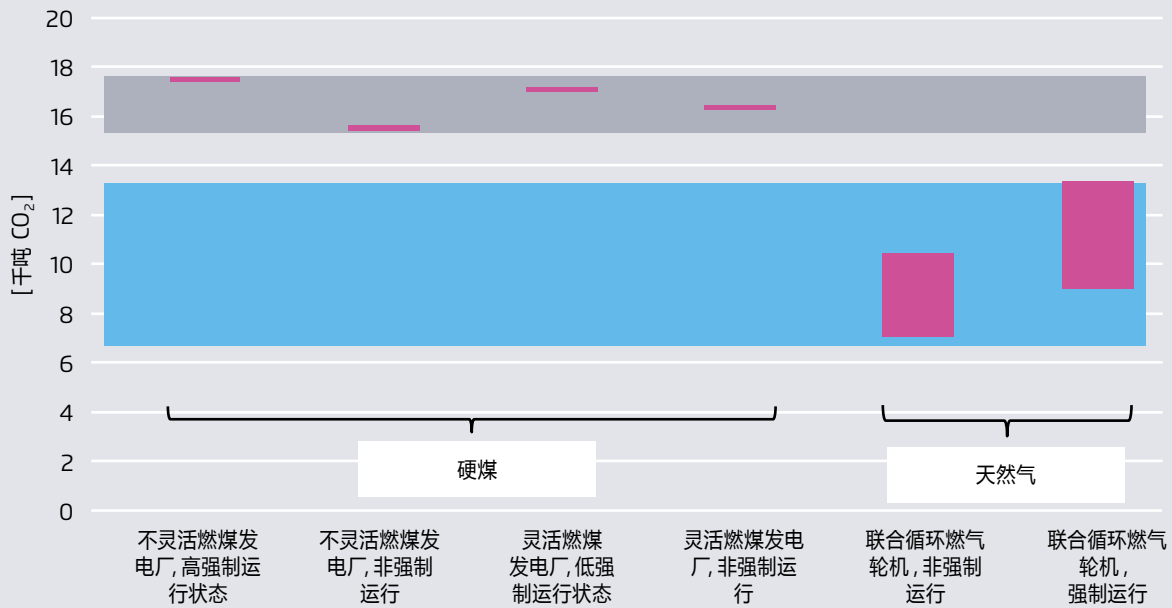 20
18
16
14
12
10
8
6
4
2
0
[千吨 CO₂]
硬煤
天然气
不灵活燃煤发
电厂, 高强制运
行状态
不灵活燃煤发
电厂, 非强制
运行
灵活燃煤
发电厂, 低强
制运行状态
灵活燃煤发电
厂, 非强制运
行
联合循环燃气
轮机 , 非强制
运行
联合循环燃气
轮机 ,
强制运行